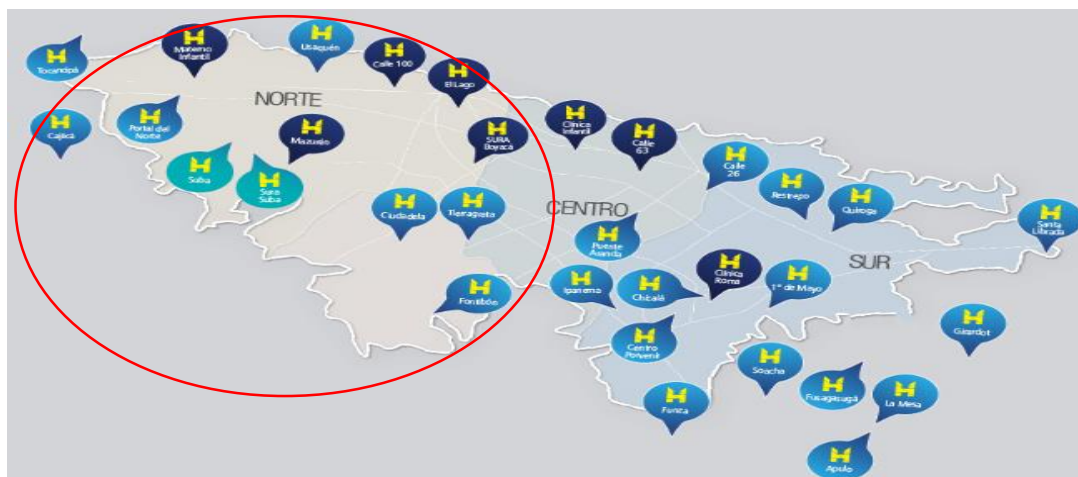 Tocancipá
Materno
Infantil
Usaquén
Calle 100
El Lago
NORTE
Cajicá
Portal del
Norte
Mazurén
SURA
Boyacá
Clínica
Infantil
Calle
63
Suba
Sura
Suba
Calle
26
Restrepo
Quiroga
Ciudadela
Tierragrata
CENTRO
Puente
Aranda
Santa
Librada
SUR
Fontibón
Ipanema
Chicalá
Clínica
Roma
1º de Mayo
Girardot
Centro
Porvenir
Soacha
Fusagasugá
La Mesa
Funza
Apulo